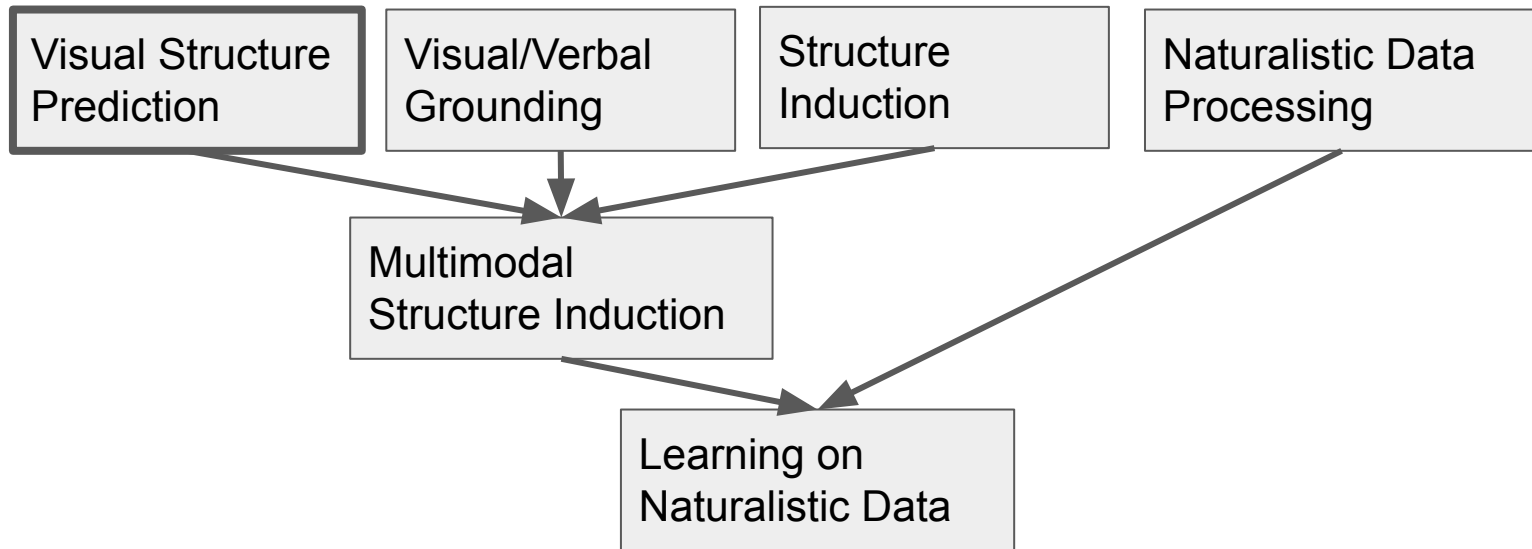 Visual Structure
Prediction
Visual/Verbal
Grounding
Structure
Induction
Naturalistic Data
Processing
Multimodal
Structure Induction
Learning on
Naturalistic Data